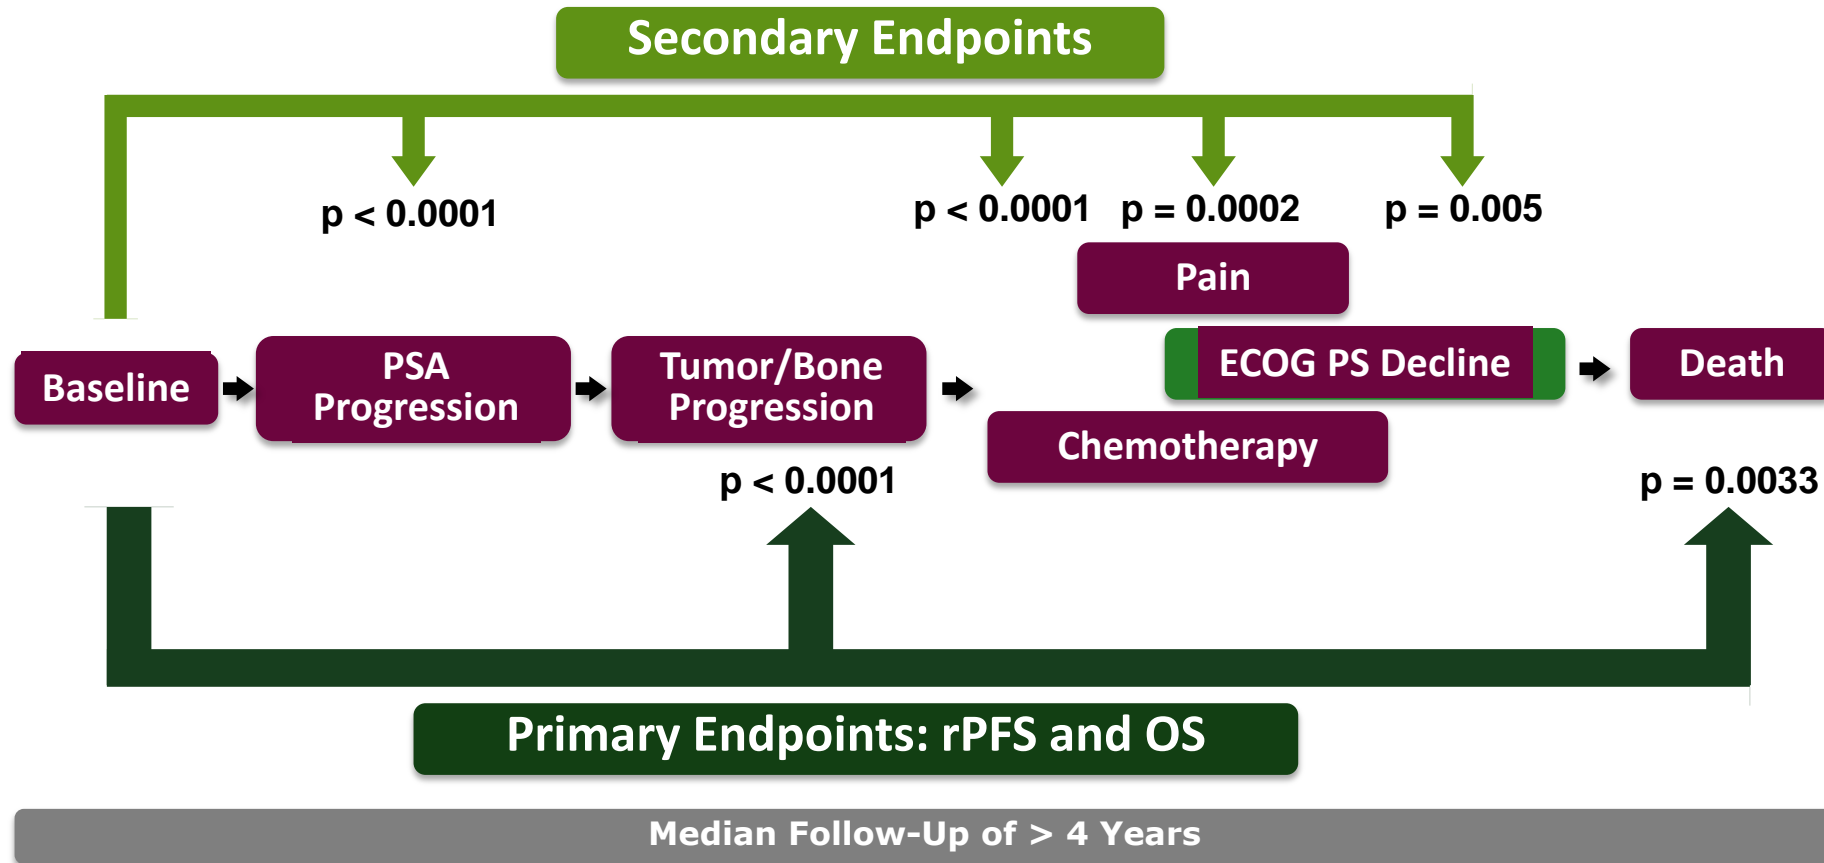 Secondary Endpoints
p < 0.0001
p < 0.0001
p = 0.0002
p = 0.005
Pain
Baseline
PSA
Progression
Tumor/Bone
Progression
ECOG PS Decline
Death
Chemotherapy
p < 0.0001
p = 0.0033
Primary Endpoints: rPFS and OS
Median Follow-Up of > 4 Years